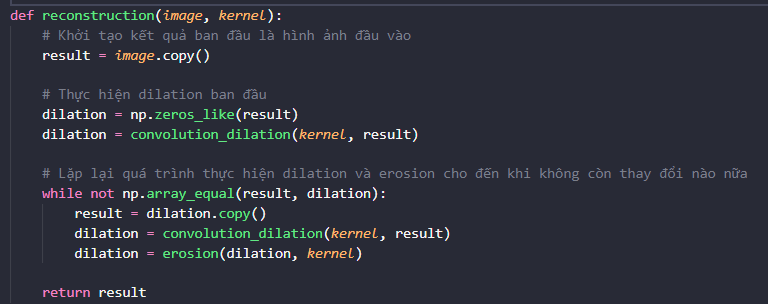 def reconstruction(image, kernel):
# Khởi tạo kết quả ban đầu là hình ảnh đầu vào
result = image.copy()
# Thực hiện dilation ban đầu
dilation = np.zeros_like(result)
dilation = convolution_dilation(kernel, result)
# Lặp lại quá trình thực hiện dilation và erosion cho đến khi không còn thay đổi nào nữa
while not np.array_equal(result, dilation):
result = dilation.copy()
dilation = convolution_dilation(kernel, result)
dilation = erosion(dilation, kernel)
return result